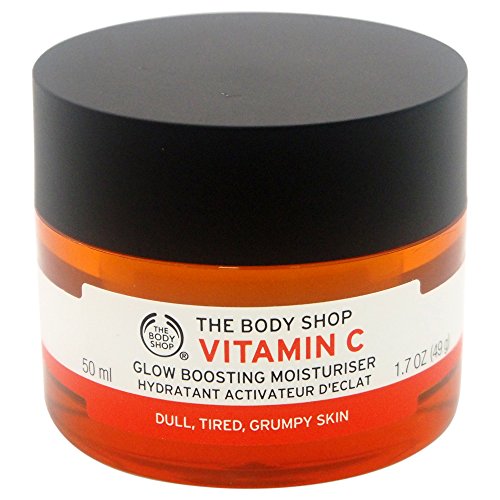 THE
BODY
SHOP
®
THE BODY SHOP
VITAMIN C
50 ml
GLOW BOOSTING MOISTURISER
1.7 OZ (49 g)
HYDRATANT ACTIVATEUR D'ECLAT
DULL, TIRED, GRUMPY SKIN